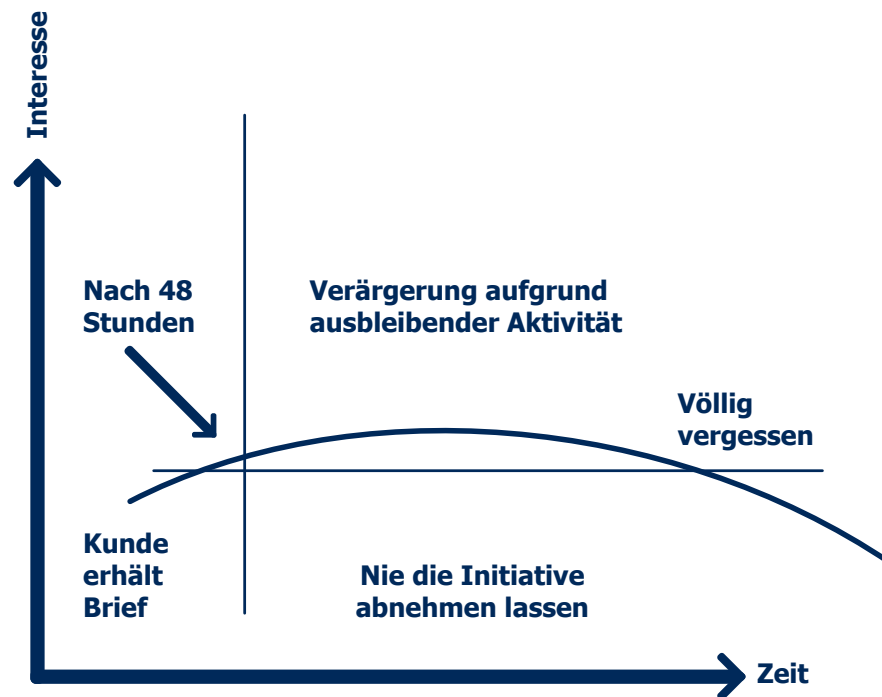 Interesse
Nach 48
Stunden
Verärgerung aufgrund
ausbleibender Aktivität
Völlig
vergessen
Kunde
erhält
Brief
Nie die Initiative
abnehmen lassen
Zeit